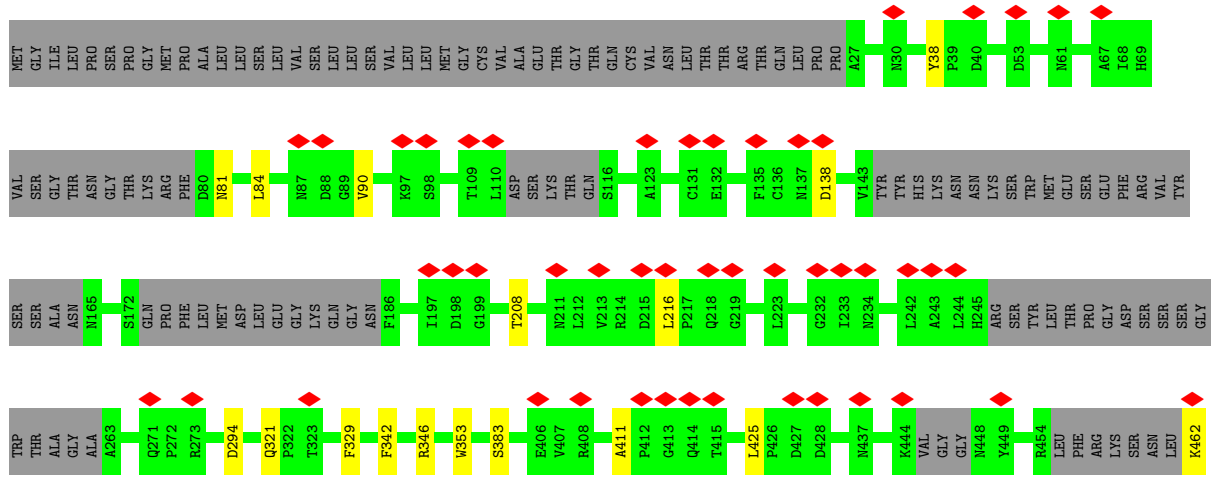 MET GLY ILE LEU PRO SER PRO GLY MET PRO ALA LEU LEU SER LEU VAL SER LEU LEU SER VAL LEU LEU MET GLY CYS VAL ALA GLU THR GLY THR GLN CYS VAL ASN LEU THR THR ARG THR GLN LEU PRO PRO A27 N30 Y38 P39 D40 D53 N61 A67 I68 H69
VAL SER GLY THR ASN GLY THR LYS ARG PHE D80 N81 L84 N87 D88 G89 V90 K97 S98 T109 L110 ASP SER LYS THR GLN S116 A123 C131 E132 F135 C136 N137 D138 V143 TYR TYR HIS LYS ASN ASN LYS SER TRP MET GLU SER GLU PHE ARG VAL TYR
SER SER ALA ASN N165 S172 GLN PRO PHE LEU MET ASP LEU GLU GLY LYS GLN GLY ASN F186 I197 D198 G199 T208 N211 L212 V213 R214 D215 L216 P217 Q218 G219 L223 G232 I233 N234 L242 A243 L244 H245 ARG SER TYR LEU THR PRO GLY ASP SER SER SER GLY
TRP THR ALA GLY ALA A263 Q271 P272 R273 D294 Q321 P322 T323 F329 F342 R346 W353 S383 E406 V407 R408 A411 P412 G413 Q414 T415 L425 P426 D427 D428 N437 K444 VAL GLY GLY N448 Y449 R454 LEU PHE ARG LYS SER ASN LEU K462